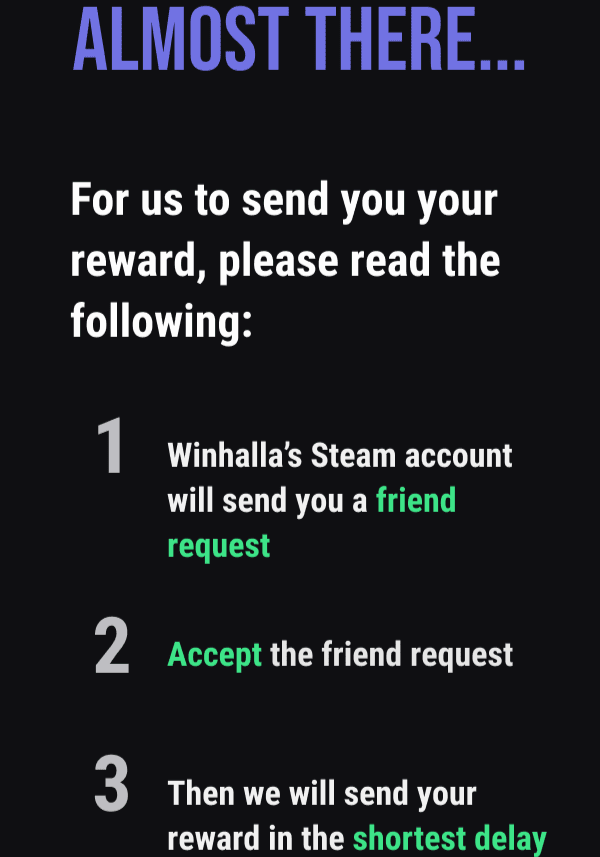 ALMOST THERE...
For us to send you your
reward, please read the
following:
1
Winhalla’s Steam account
will send you a friend
request
2
Accept the friend request
3
Then we will send your
reward in the shortest delay